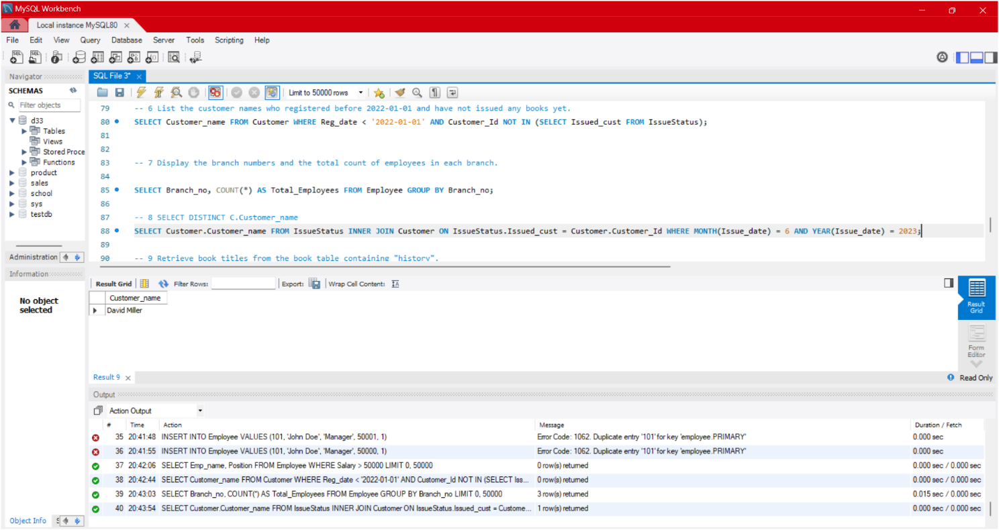 MySQL Workbench
Local instance MySQL80
File Edit View Query Database Server Tools Scripting Help
Navigator
SCHEMAS
Filter objects
d33
Tables
Views
Stored Proce
Functions
product
sales
school
sys
testdb
Administration
Information
No object
selected
Object Info S
SQL File 3*
Limit to 50000 rows
79 -- 6 List the customer names who registered before 2022-01-01 and have not issued any books yet.
80 SELECT Customer_name FROM Customer WHERE Reg_date < '2022-01-01' AND Customer_Id NOT IN (SELECT Issued_cust FROM IssueStatus);
81
82
83 -- 7 Display the branch numbers and the total count of employees in each branch.
84
85 SELECT Branch_no, COUNT(*) AS Total_Employees FROM Employee GROUP BY Branch_no;
86
87 -- 8 SELECT DISTINCT C.Customer_name
88 SELECT Customer.Customer_name FROM IssueStatus INNER JOIN Customer ON IssueStatus.Issued_cust = Customer.Customer_Id WHERE MONTH(Issue_date) = 6 AND YEAR(Issue_date) = 2023;
89
90 -- 9 Retrieve book titles from the book table containing "history".
Result Grid Filter Rows: Export: Wrap Cell Content:
Customer_name
David Miller
Result
Grid
Form
Editor
Result 9 Read Only
Output
Action Output
# Time Action Message Duration / Fetch
35 20:41:48 INSERT INTO Employee VALUES (101, 'John Doe', 'Manager', 50001, 1) Error Code: 1062. Duplicate entry '101' for key 'employee.PRIMARY' 0.000 sec
36 20:41:55 INSERT INTO Employee VALUES (101, 'John Doe', 'Manager', 50000, 1) Error Code: 1062. Duplicate entry '101' for key 'employee.PRIMARY' 0.000 sec
37 20:42:06 SELECT Emp_name, Position FROM Employee WHERE Salary > 50000 LIMIT 0, 50000 0 row(s) returned 0.000 sec / 0.000 sec
38 20:42:44 SELECT Customer_name FROM Customer WHERE Reg_date < '2022-01-01' AND Customer_Id NOT IN (SELECT Iss... 0 row(s) returned 0.000 sec / 0.000 sec
39 20:43:03 SELECT Branch_no, COUNT(*) AS Total_Employees FROM Employee GROUP BY Branch_no LIMIT 0, 50000 3 row(s) returned 0.015 sec / 0.000 sec
40 20:43:54 SELECT Customer.Customer_name FROM IssueStatus INNER JOIN Customer ON IssueStatus.Issued_cust = Custome... 1 row(s) returned 0.000 sec / 0.000 sec